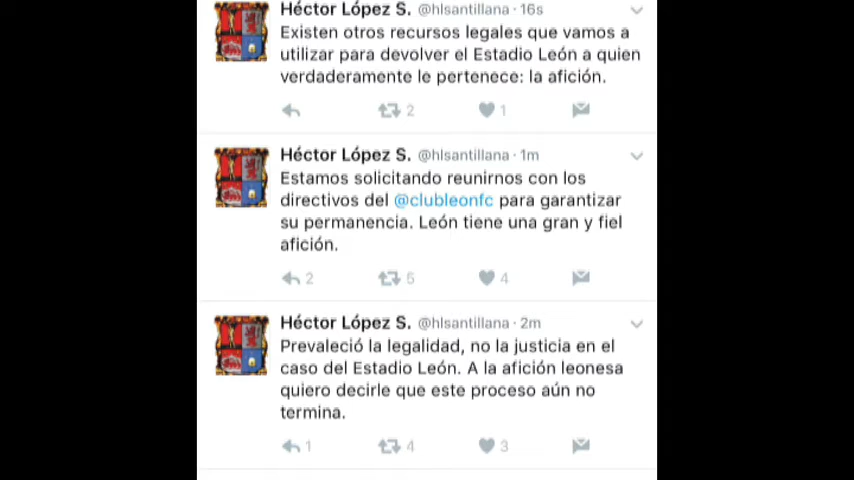 Héctor López S. @hlsantillana · 16s
Existen otros recursos legales que vamos a
utilizar para devolver el Estadio León a quien
verdaderamente le pertenece: la afición.
2 1
Héctor López S. @hlsantillana · 1m
Estamos solicitando reunirnos con los
directivos del @clubleonfc para garantizar
su permanencia. León tiene una gran y fiel
afición.
2 5 4
Héctor López S. @hlsantillana · 2m
Prevaleció la legalidad, no la justicia en el
caso del Estadio León. A la afición leonesa
quiero decirle que este proceso aún no
termina.
1 4 3